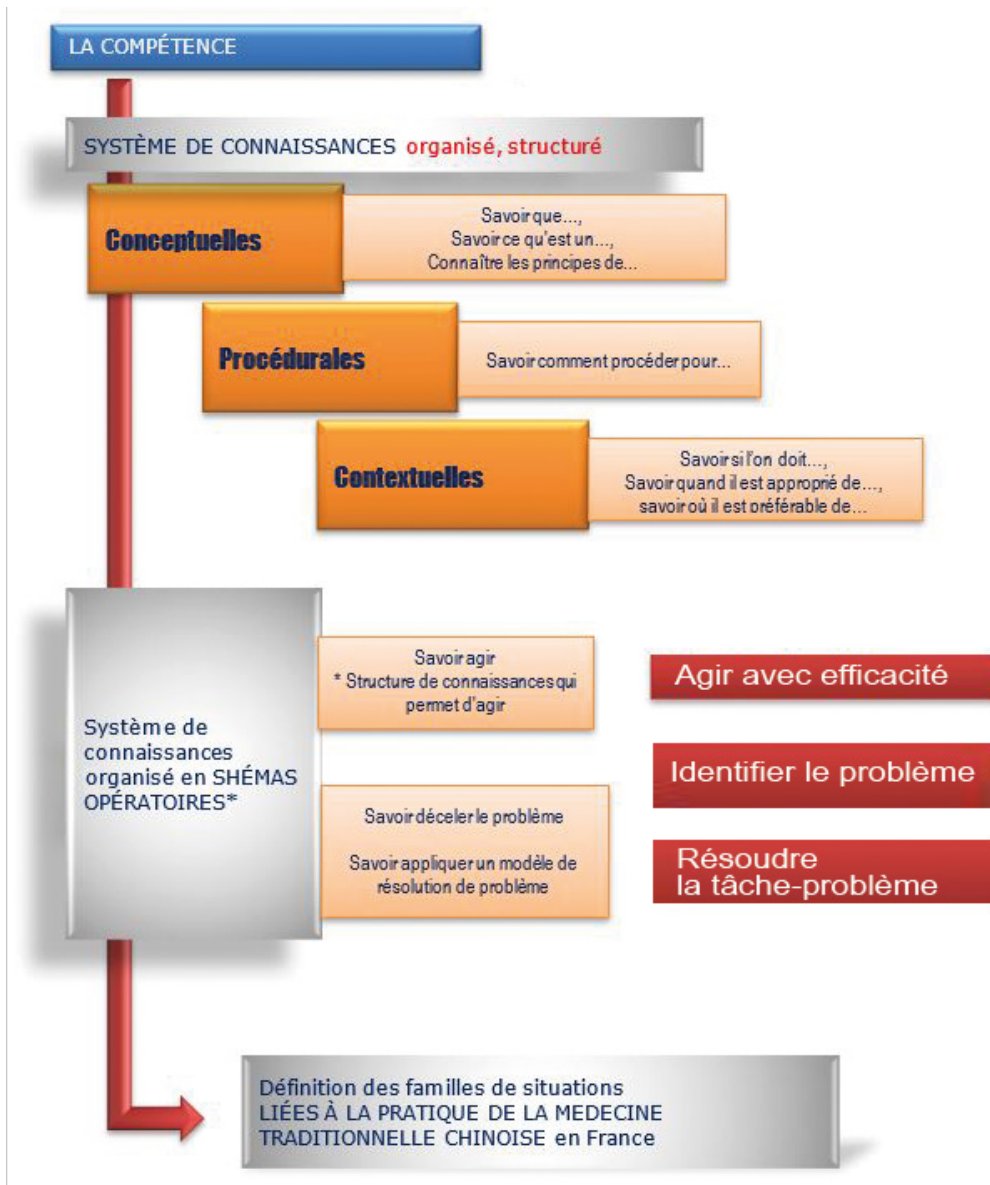 LA COMPÉTENCE
SYSTÈME DE CONNAISSANCES organisé, structuré
Conceptuelles
Savoir que...,
Savoir ce qu'est un...,
Connaître les principes de...
Procédurales
Savoir comment procéder pour...
Contextuelles
Savoir si l'on doit...,
Savoir quand il est approprié de...,
savoir où il est préférable de...
Système de
connaissances
organisé en SHÉMAS
OPÉRATOIRES*
Savoir agir
* Structure de connaissances qui
permet d'agir
Savoir déceler le problème
Savoir appliquer un modèle de
résolution de problème
Agir avec efficacité
Identifier le problème
Résoudre
la tâche-problème
Définition des familles de situations
LIÉES À LA PRATIQUE DE LA MEDECINE
TRADITIONNELLE CHINOISE en France